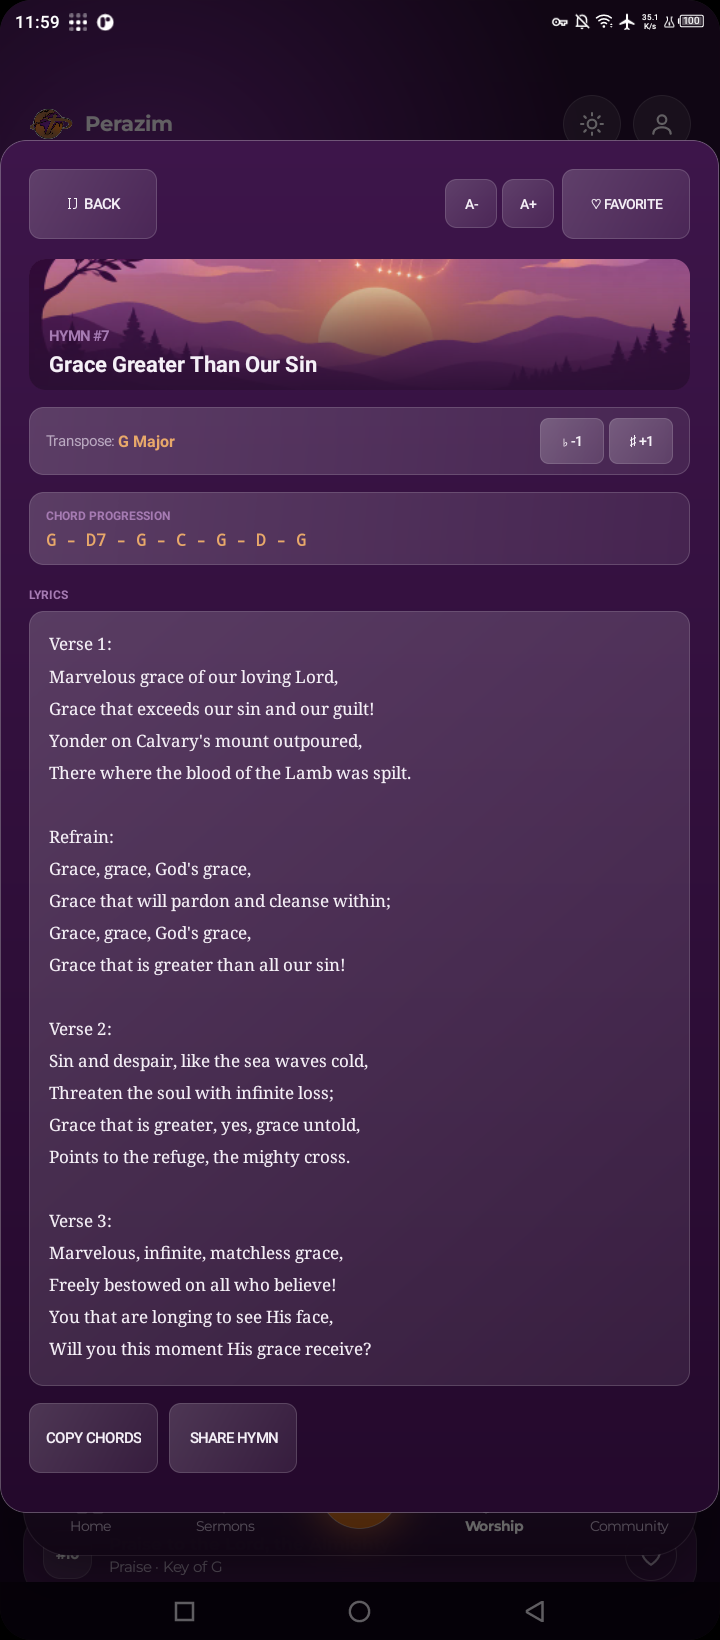 11:59
35.1
K/s
100
Perazim
BACK
A-
A+
♡ FAVORITE
HYMN #7
Grace Greater Than Our Sin
Transpose: G Major
♭ -1
♯ +1
CHORD PROGRESSION
G - D7 - G - C - G - D - G
LYRICS
Verse 1:
Marvelous grace of our loving Lord,
Grace that exceeds our sin and our guilt!
Yonder on Calvary's mount outpoured,
There where the blood of the Lamb was spilt.
Refrain:
Grace, grace, God's grace,
Grace that will pardon and cleanse within;
Grace, grace, God's grace,
Grace that is greater than all our sin!
Verse 2:
Sin and despair, like the sea waves cold,
Threaten the soul with infinite loss;
Grace that is greater, yes, grace untold,
Points to the refuge, the mighty cross.
Verse 3:
Marvelous, infinite, matchless grace,
Freely bestowed on all who believe!
You that are longing to see His face,
Will you this moment His grace receive?
COPY CHORDS
SHARE HYMN
Home
Sermons
Worship
Community
Praise · Key of G